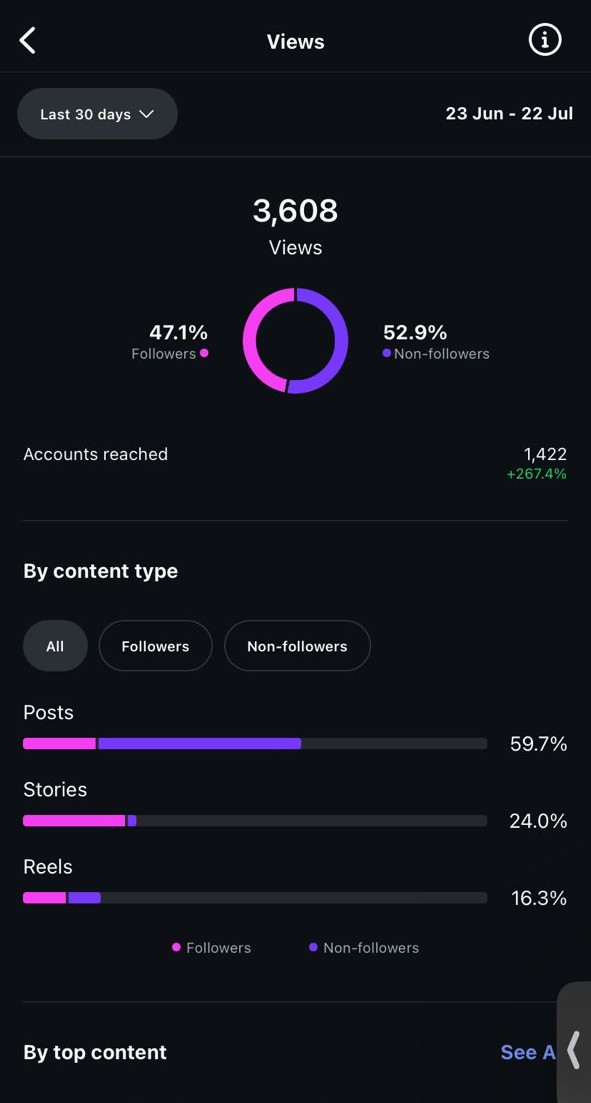 Views
Last 30 days
23 Jun - 22 Jul
3,608
Views
47.1%
Followers
52.9%
Non-followers
Accounts reached
1,422
+267.4%
By content type
All
Followers
Non-followers
Posts
59.7%
Stories
24.0%
Reels
16.3%
Followers
Non-followers
By top content
See A